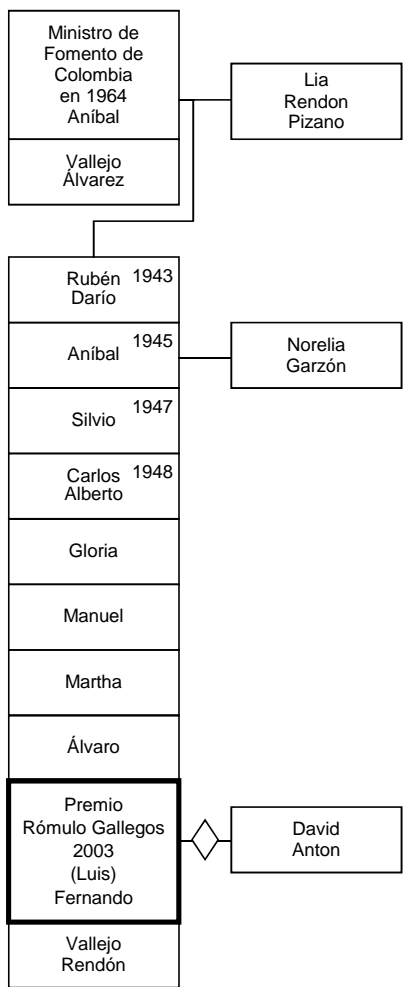 Ministro de
Fomento de
Colombia
en 1964
Aníbal
Vallejo
Álvarez
Lia
Rendon
Pizano
Rubén 1943
Darío
Aníbal 1945
Norelia
Garzón
Silvio 1947
Carlos 1948
Alberto
Gloria
Manuel
Martha
Álvaro
Premio
Rómulo Gallegos
2003
(Luis)
Fernando
David
Anton
Vallejo
Rendón